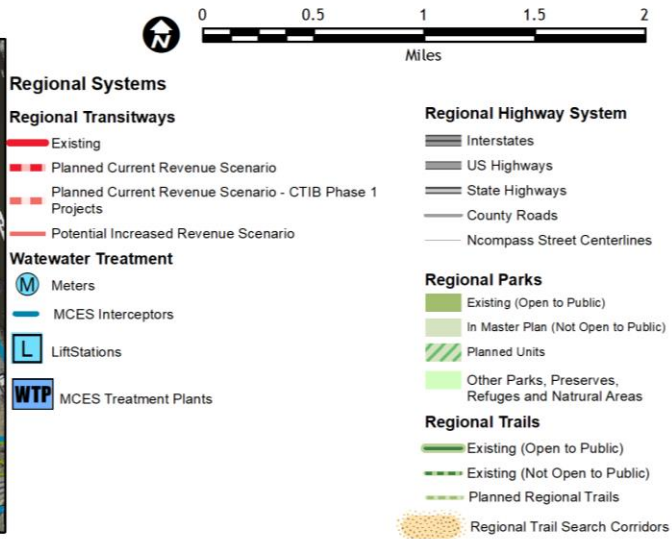 N
0 0.5 1 1.5 2
Miles
Regional Systems
Regional Transitways
Existing
Planned Current Revenue Scenario
Planned Current Revenue Scenario - CTIB Phase 1
Projects
Potential Increased Revenue Scenario
Watewater Treatment
M Meters
MCES Interceptors
L LiftStations
WTP MCES Treatment Plants
Regional Highway System
Interstates
US Highways
State Highways
County Roads
Ncompass Street Centerlines
Regional Parks
Existing (Open to Public)
In Master Plan (Not Open to Public)
Planned Units
Other Parks, Preserves,
Refuges and Natrural Areas
Regional Trails
Existing (Open to Public)
Existing (Not Open to Public)
Planned Regional Trails
Regional Trail Search Corridors